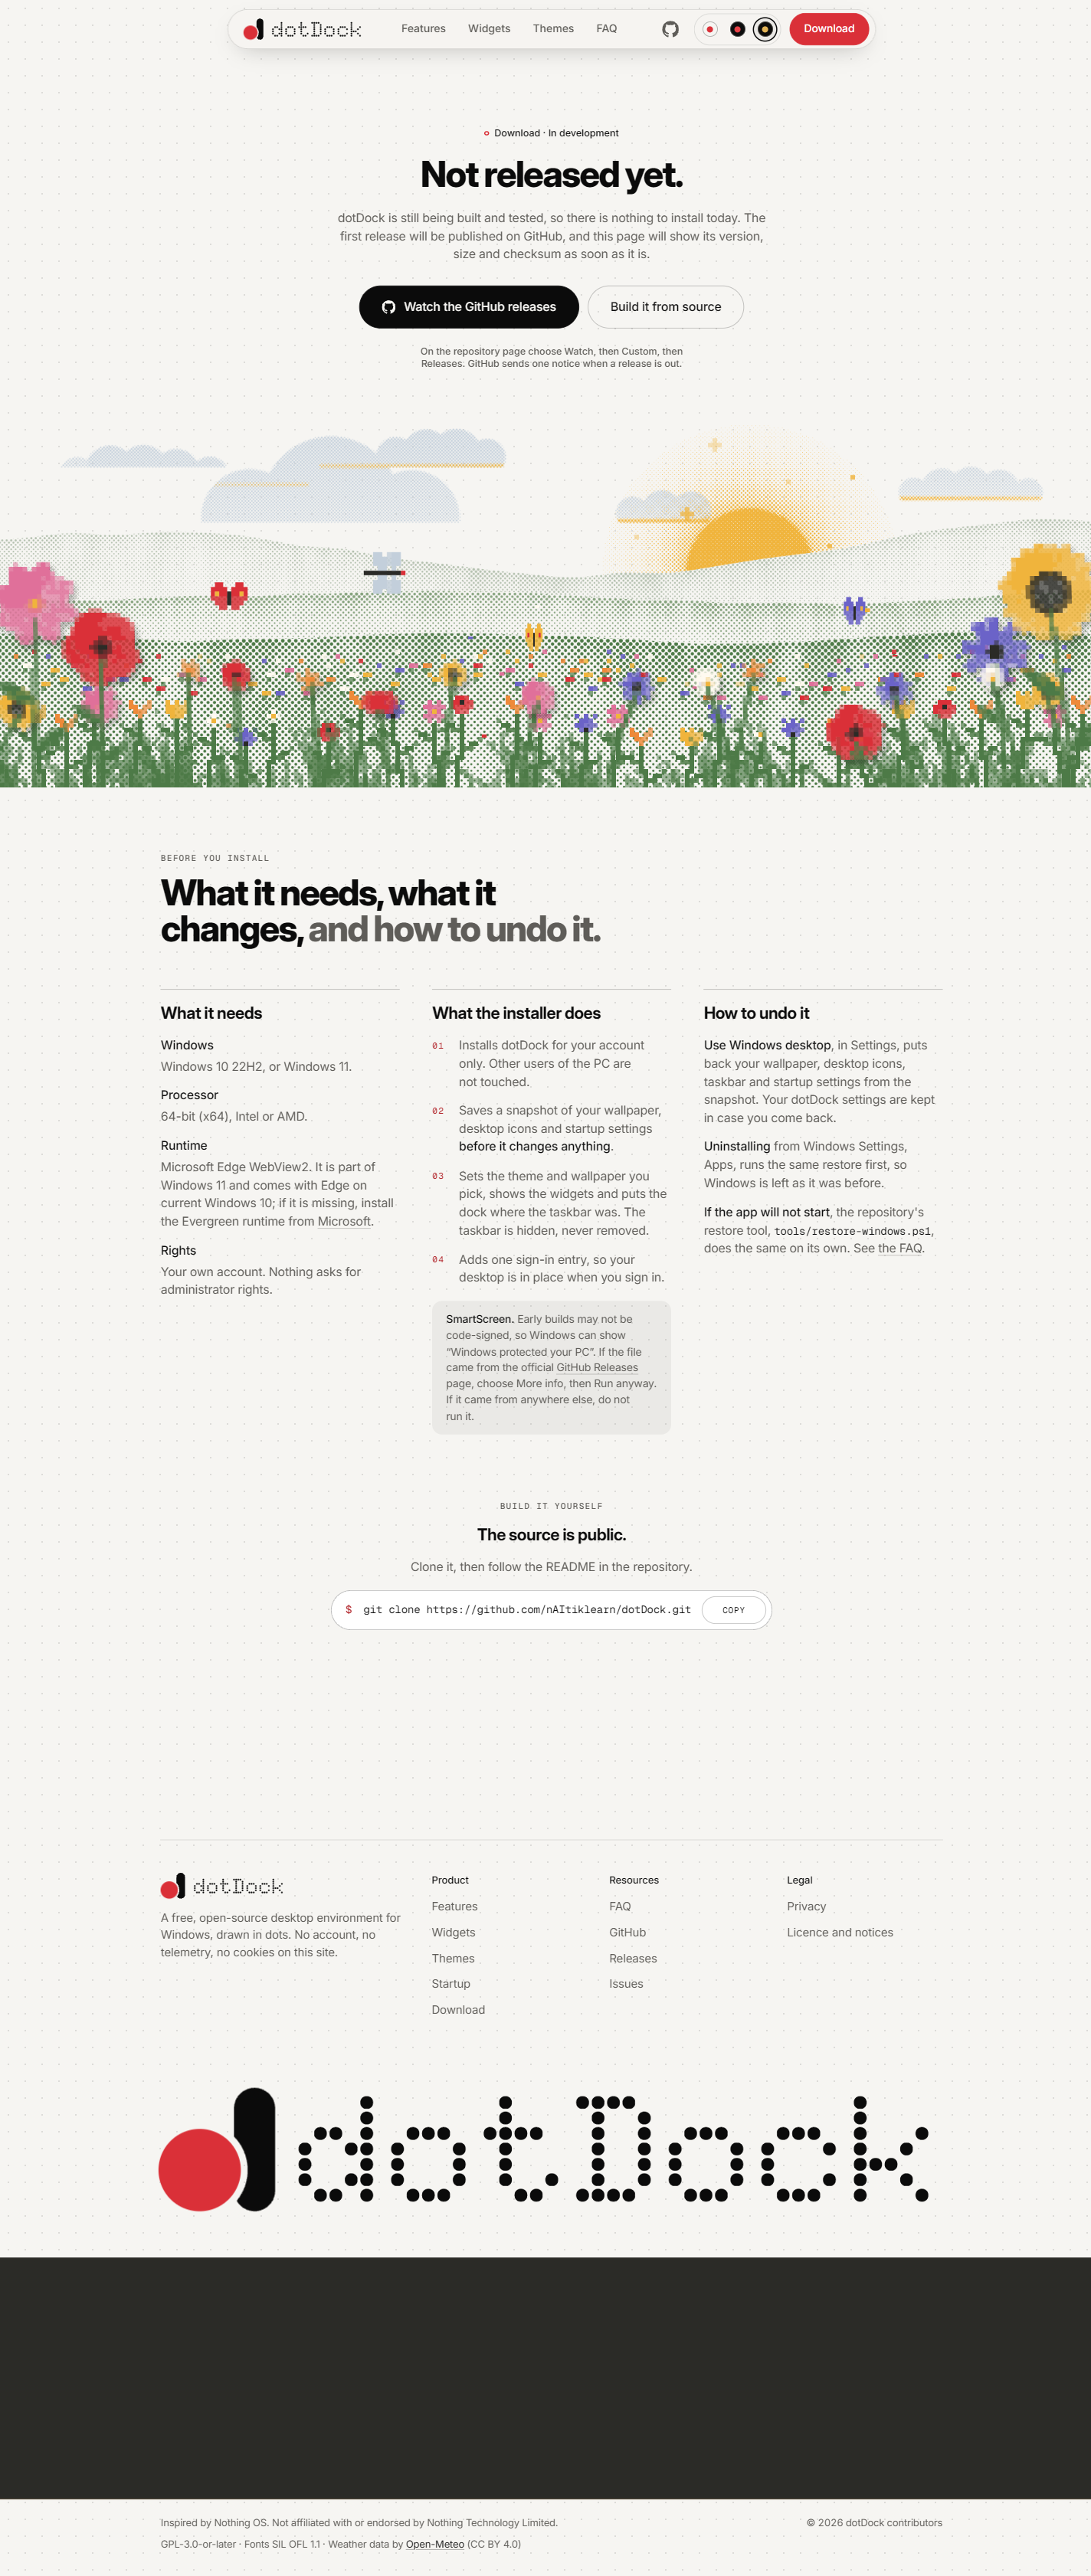 dotDock
Features
Widgets
Themes
FAQ
Download
Download · In development
Not released yet.
dotDock is still being built and tested, so there is nothing to install today. The
first release will be published on GitHub, and this page will show its version,
size and checksum as soon as it is.
Watch the GitHub releases
Build it from source
On the repository page choose Watch, then Custom, then
Releases. GitHub sends one notice when a release is out.
BEFORE YOU INSTALL
What it needs, what it
changes, and how to undo it.
What it needs
Windows
Windows 10 22H2, or Windows 11.
Processor
64-bit (x64), Intel or AMD.
Runtime
Microsoft Edge WebView2. It is part of
Windows 11 and comes with Edge on
current Windows 10; if it is missing, install
the Evergreen runtime from Microsoft.
Rights
Your own account. Nothing asks for
administrator rights.
What the installer does
01 Installs dotDock for your account
only. Other users of the PC are
not touched.
02 Saves a snapshot of your wallpaper,
desktop icons and startup settings
before it changes anything.
03 Sets the theme and wallpaper you
pick, shows the widgets and puts the
dock where the taskbar was. The
taskbar is hidden, never removed.
04 Adds one sign-in entry, so your
desktop is in place when you sign in.
SmartScreen. Early builds may not be
code-signed, so Windows can show
“Windows protected your PC”. If the file
came from the official GitHub Releases
page, choose More info, then Run anyway.
If it came from anywhere else, do not
run it.
How to undo it
Use Windows desktop, in Settings, puts
back your wallpaper, desktop icons,
taskbar and startup settings from the
snapshot. Your dotDock settings are kept
in case you come back.
Uninstalling from Windows Settings,
Apps, runs the same restore first, so
Windows is left as it was before.
If the app will not start, the repository's
restore tool, tools/restore-windows.ps1,
does the same on its own. See the FAQ.
BUILD IT YOURSELF
The source is public.
Clone it, then follow the README in the repository.
$ git clone https://github.com/nAItiklearn/dotDock.git
COPY
dotDock
A free, open-source desktop environment for
Windows, drawn in dots. No account, no
telemetry, no cookies on this site.
Product
Features
Widgets
Themes
Startup
Download
Resources
FAQ
GitHub
Releases
Issues
Legal
Privacy
Licence and notices
dotDock
Inspired by Nothing OS. Not affiliated with or endorsed by Nothing Technology Limited.
© 2026 dotDock contributors
GPL-3.0-or-later · Fonts SIL OFL 1.1 · Weather data by Open-Meteo (CC BY 4.0)